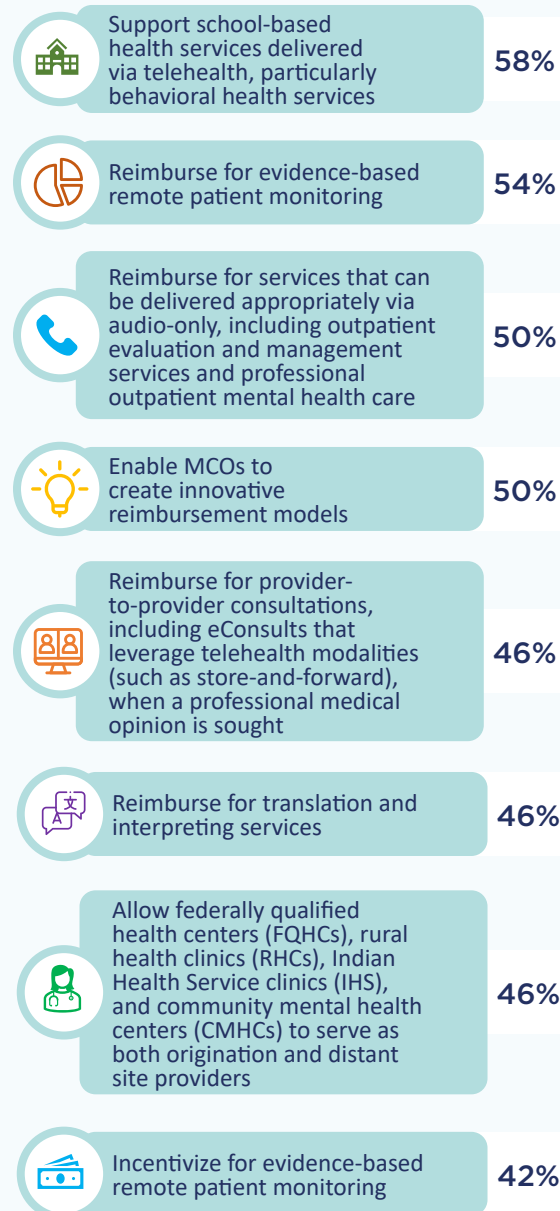 Support school-based
health services delivered
via telehealth, particularly
behavioral health services
58%
Reimburse for evidence-based
remote patient monitoring
54%
Reimburse for services that can
be delivered appropriately via
audio-only, including outpatient
evaluation and management
services and professional
outpatient mental health care
50%
Enable MCOs to
create innovative
reimbursement models
50%
Reimburse for provider-
to-provider consultations,
including eConsults that
leverage telehealth modalities
(such as store-and-forward),
when a professional medical
opinion is sought
46%
文
A
Reimburse for translation and
interpreting services
46%
Allow federally qualified
health centers (FQHCs), rural
health clinics (RHCs), Indian
Health Service clinics (IHS),
and community mental health
centers (CMHCs) to serve as
both origination and distant
site providers
46%
Incentivize for evidence-based
remote patient monitoring
42%